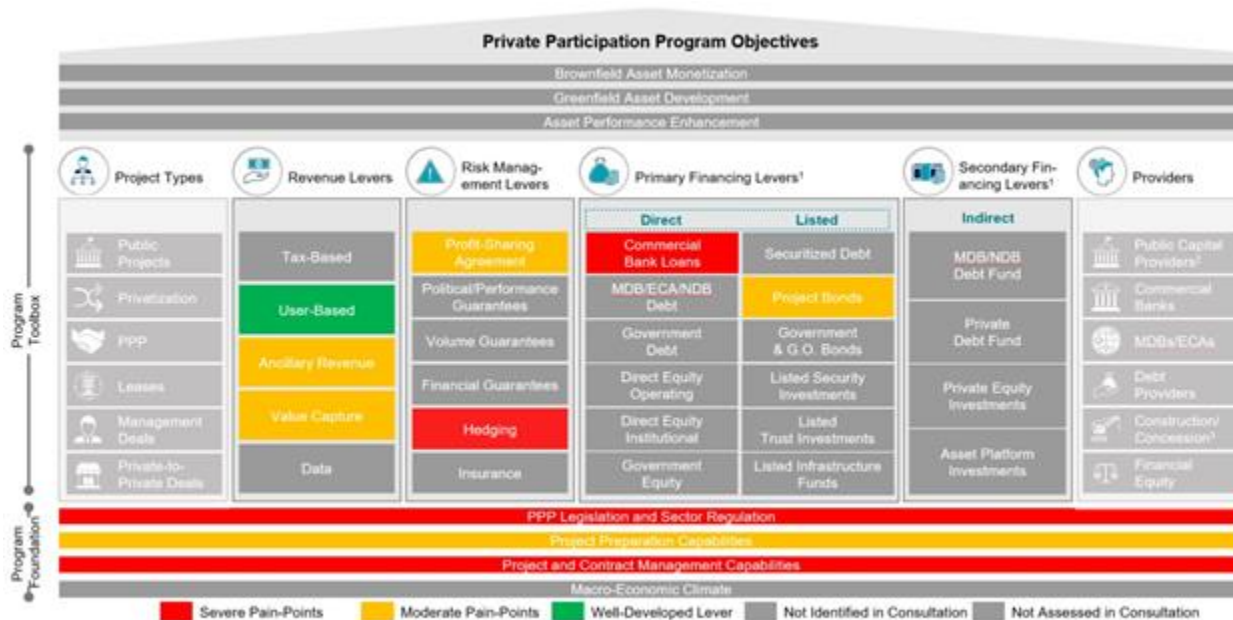 Private Participation Program Objectives
Brownfield Asset Monetization
Greenfield Asset Development
Asset Performance Enhancement
Program
Toolbox
Project Types
Public
Projects
Privatization
PPP
Leases
Management
Deals
Private-to-
Private Deals
Revenue Levers
Tax-Based
User-Based
Ancillary Revenue
Value Capture
Data
Risk Manag-
ement Levers
Profit-Sharing
Agreement
Political/Performance
Guarantees
Volume Guarantees
Financial Guarantees
Hedging
Insurance
Primary Financing Levers¹
Direct
Commercial
Bank Loans
MDB/ECA/NDB
Debt
Government
Debt
Direct Equity
Operating
Direct Equity
Institutional
Government
Equity
Listed
Securitized Debt
Project Bonds
Government
& G.O. Bonds
Listed Security
Investments
Listed
Trust Investments
Listed Infrastructure
Funds
Secondary Fin-
ancing Levers¹
Indirect
MDB/NDB
Debt Fund
Private
Debt Fund
Private Equity
Investments
Asset Platform
Investments
Providers
Public Capital
Providers²
Commercial
Banks
MDBs/ECAs
Debt
Providers
Construction/
Concession³
Financial
Equity
Program
Foundation⁴
PPP Legislation and Sector Regulation
Project Preparation Capabilities
Project and Contract Management Capabilities
Macro-Economic Climate
Severe Pain-Points
Moderate Pain-Points
Well-Developed Lever
Not Identified in Consultation
Not Assessed in Consultation